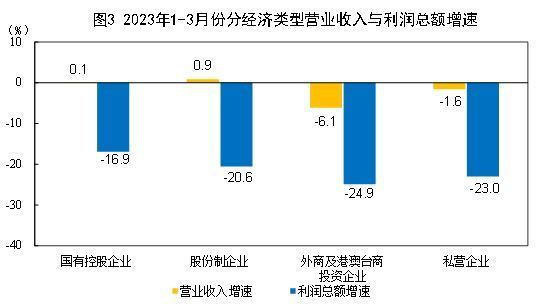 图3 2023年1-3月份分经济类型营业收入与利润总额增速
(%)
10
0
-10
-20
-30
-40
0.1
-16.9
0.9
-20.6
-6.1
-24.9
-1.6
-23.0
国有控股企业
股份制企业
外商及港澳台商
投资企业
私营企业
营业收入增速
利润总额增速